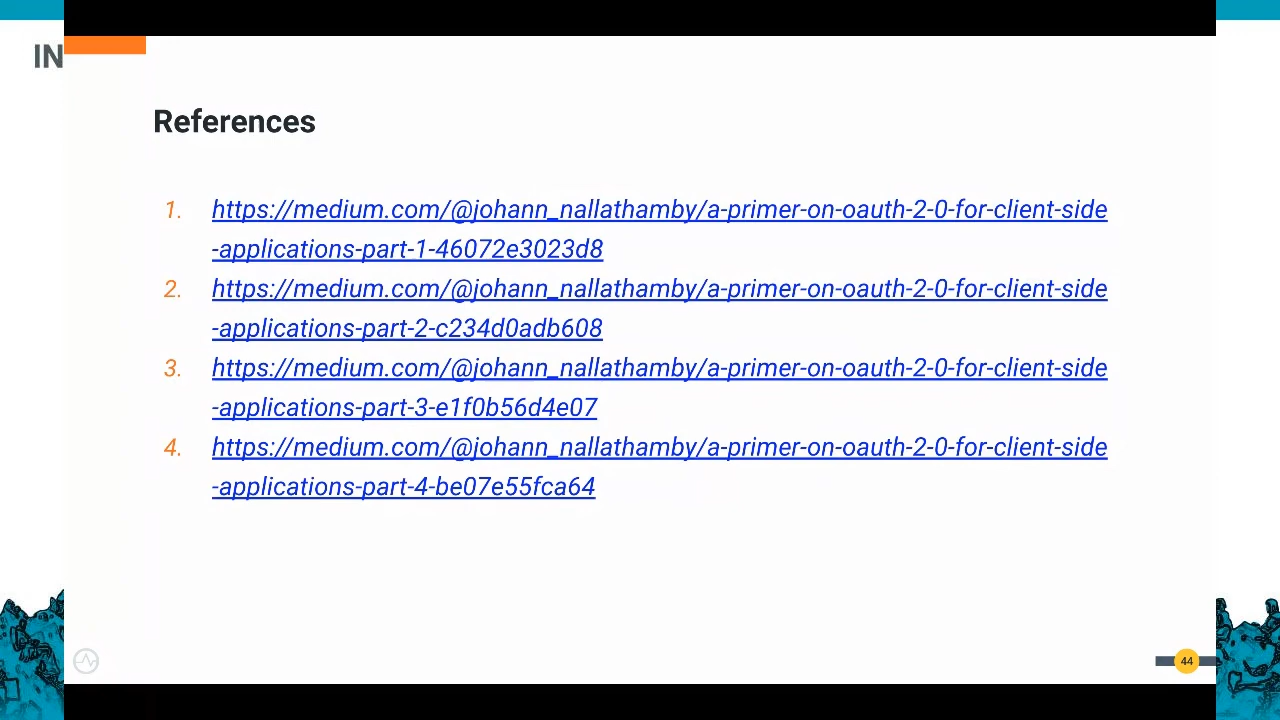 IN
References
1. https://medium.com/@johann_nallathamby/a-primer-on-oauth-2-0-for-client-side
-applications-part-1-46072e3023d8
2. https://medium.com/@johann_nallathamby/a-primer-on-oauth-2-0-for-client-side
-applications-part-2-c234d0adb608
3. https://medium.com/@johann_nallathamby/a-primer-on-oauth-2-0-for-client-side
-applications-part-3-e1f0b56d4e07
4. https://medium.com/@johann_nallathamby/a-primer-on-oauth-2-0-for-client-side
-applications-part-4-be07e55fca64
44